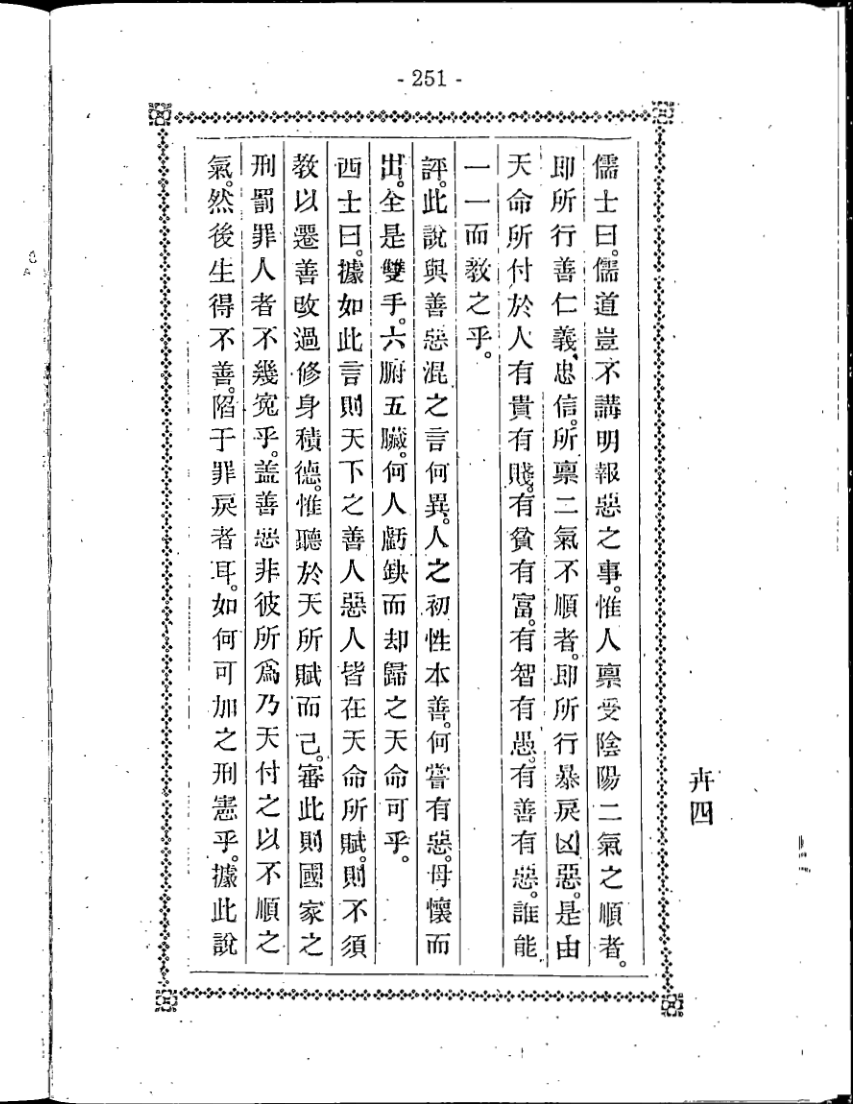 - 251 -
儒士曰。儒道豈不講明報惡之事。惟人禀受陰陽二氣之順者。
即所行善仁義忠信。所禀二氣不順者。即所行暴戾凶惡。是由
天命所付於人有貴有賤。有貧有富。有智有愚。有善有惡。誰能
一一而教之乎。
評。此說與善惡混之言何異。人之初性本善。何嘗有惡。母懷而
出。全是雙手。六腑五臟。何人虧缺而却歸之天命可乎。
西士曰。據如此言則天下之善人惡人皆在天命所賦。則不須
教以遷善改過修身積德。惟聽於天所賦而已。審此則國家之
刑罰罪人者不幾寃乎。盖善惡非彼所爲乃天付之以不順之
氣。然後生得不善。陷于罪戾者耳。如何可加之刑憲乎。據此說
卉四